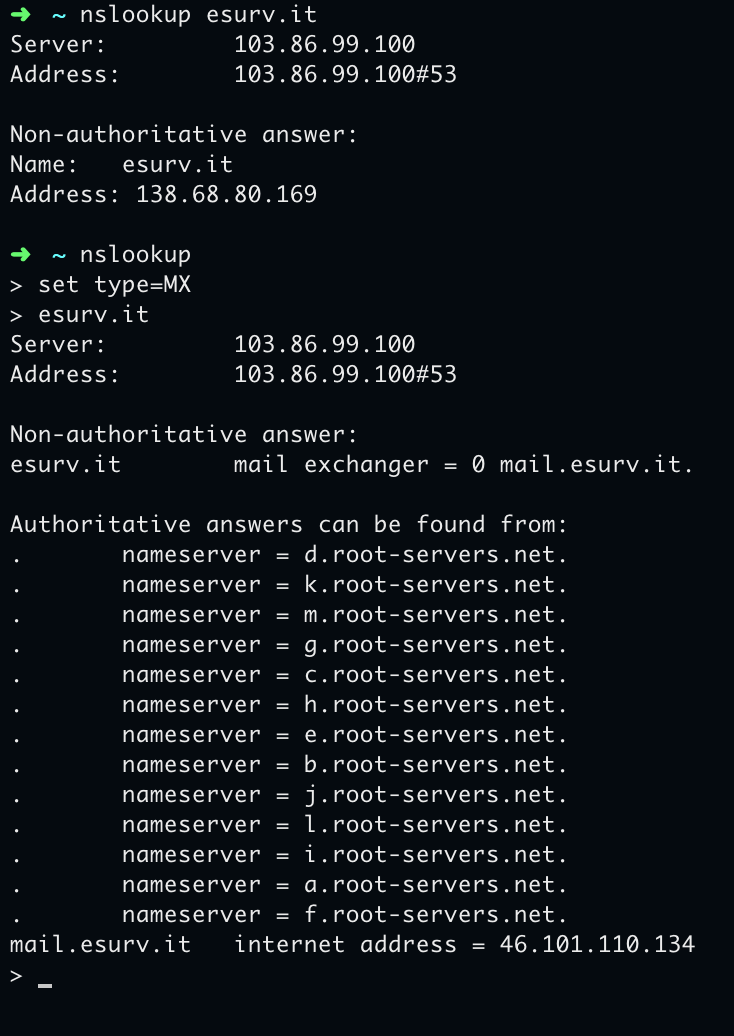 ➜ ~ nslookup esurv.it
Server: 103.86.99.100
Address: 103.86.99.100#53
Non-authoritative answer:
Name: esurv.it
Address: 138.68.80.169
➜ ~ nslookup
> set type=MX
> esurv.it
Server: 103.86.99.100
Address: 103.86.99.100#53
Non-authoritative answer:
esurv.it mail exchanger = 0 mail.esurv.it.
Authoritative answers can be found from:
. nameserver = d.root-servers.net.
. nameserver = k.root-servers.net.
. nameserver = m.root-servers.net.
. nameserver = g.root-servers.net.
. nameserver = c.root-servers.net.
. nameserver = h.root-servers.net.
. nameserver = e.root-servers.net.
. nameserver = b.root-servers.net.
. nameserver = j.root-servers.net.
. nameserver = l.root-servers.net.
. nameserver = i.root-servers.net.
. nameserver = a.root-servers.net.
. nameserver = f.root-servers.net.
mail.esurv.it internet address = 46.101.110.134
> _